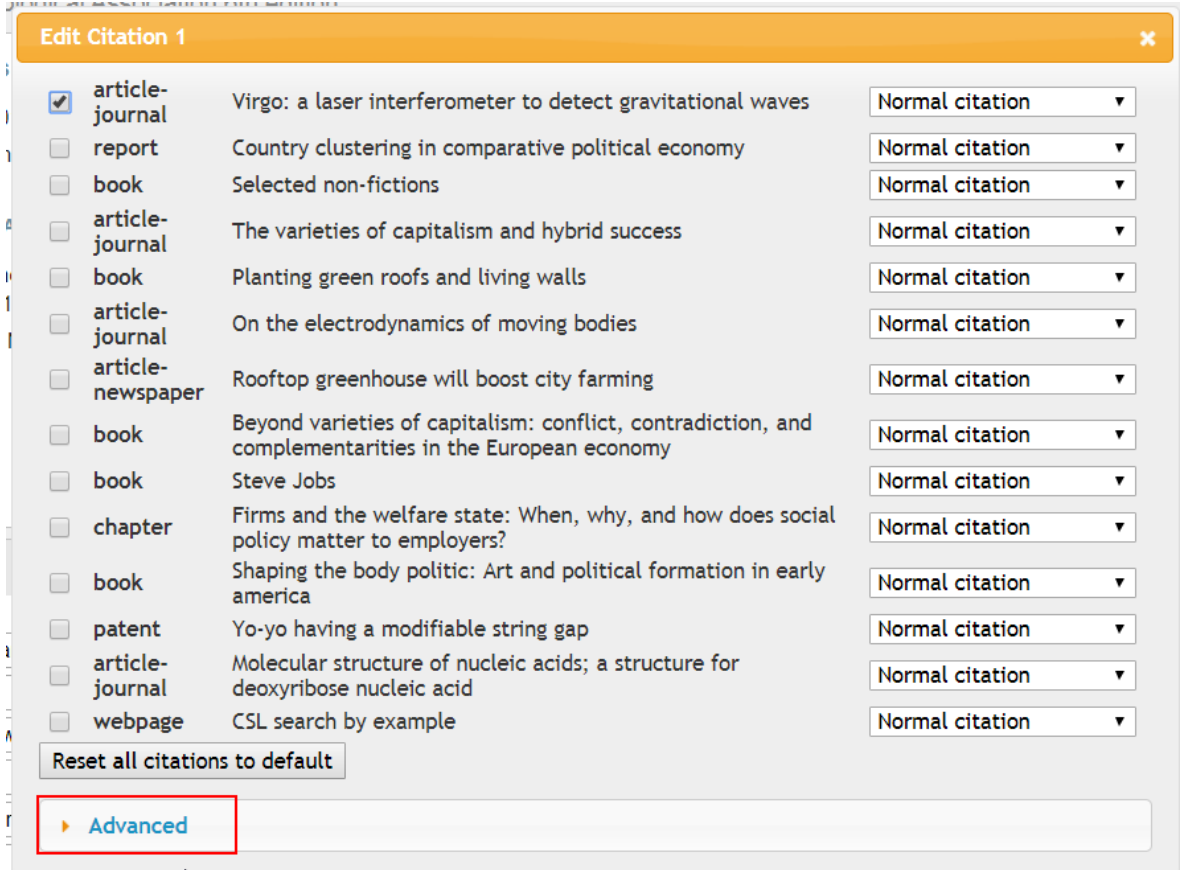 ological Association 6th edition
Edit Citation 1
article-
journal
Virgo: a laser interferometer to detect gravitational waves
Normal citation
report
Country clustering in comparative political economy
Normal citation
book
Selected non-fictions
Normal citation
article-
journal
The varieties of capitalism and hybrid success
Normal citation
book
Planting green roofs and living walls
Normal citation
article-
journal
On the electrodynamics of moving bodies
Normal citation
article-
newspaper
Rooftop greenhouse will boost city farming
Normal citation
book
Beyond varieties of capitalism: conflict, contradiction, and
complementarities in the European economy
Normal citation
book
Steve Jobs
Normal citation
chapter
Firms and the welfare state: When, why, and how does social
policy matter to employers?
Normal citation
book
Shaping the body politic: Art and political formation in early
america
Normal citation
patent
Yo-yo having a modifiable string gap
Normal citation
article-
journal
Molecular structure of nucleic acids; a structure for
deoxyribose nucleic acid
Normal citation
webpage
CSL search by example
Normal citation
Reset all citations to default
Advanced